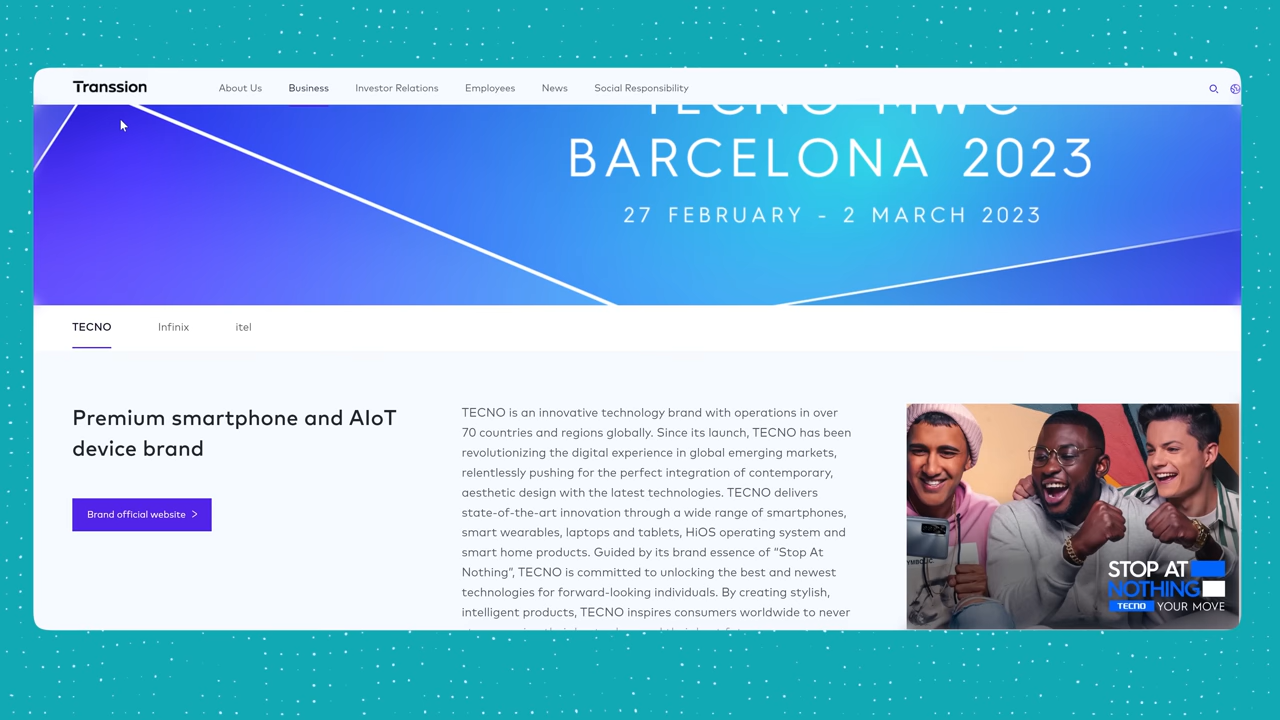 Transsion
About Us
Business
Investor Relations
Employees
News
Social Responsibility
TECNO MWC
BARCELONA 2023
27 FEBRUARY - 2 MARCH 2023
TECNO
Infinix
itel
Premium smartphone and AIoT
device brand
Brand official website >
TECNO is an innovative technology brand with operations in over
70 countries and regions globally. Since its launch, TECNO has been
revolutionizing the digital experience in global emerging markets,
relentlessly pushing for the perfect integration of contemporary,
aesthetic design with the latest technologies. TECNO delivers
state-of-the-art innovation through a wide range of smartphones,
smart wearables, laptops and tablets, HiOS operating system and
smart home products. Guided by its brand essence of “Stop At
Nothing”, TECNO is committed to unlocking the best and newest
technologies for forward-looking individuals. By creating stylish,
intelligent products, TECNO inspires consumers worldwide to never
STOP AT
NOTHING
TECNO YOUR MOVE